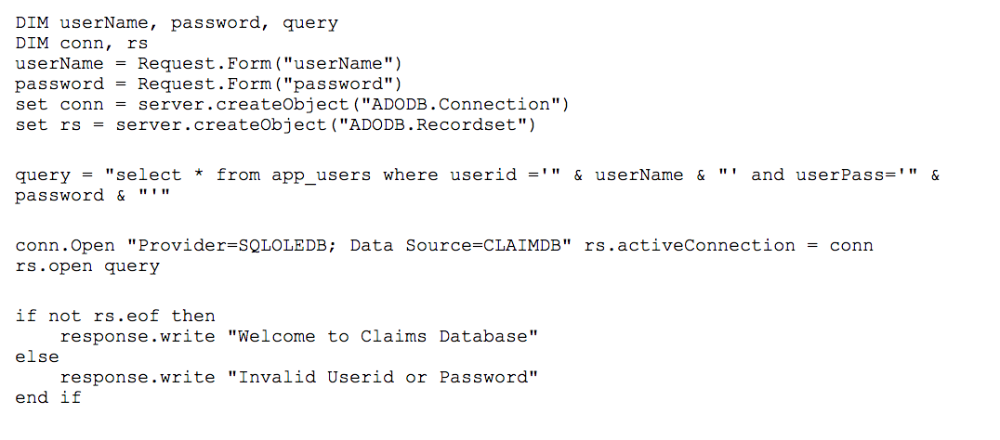 DIM userName, password, query
DIM conn, rs
userName = Request.Form("userName")
password = Request.Form("password")
set conn = server.createObject("ADODB.Connection")
set rs = server.createObject("ADODB.Recordset")
query = "select * from app_users where userid ='" & userName & "' and userPass='" &
password & "'"
conn.Open "Provider=SQLOLEDB; Data Source=CLAIMDB" rs.activeConnection = conn
rs.open query
if not rs.eof then
    response.write "Welcome to Claims Database"
else
    response.write "Invalid Userid or Password"
end if